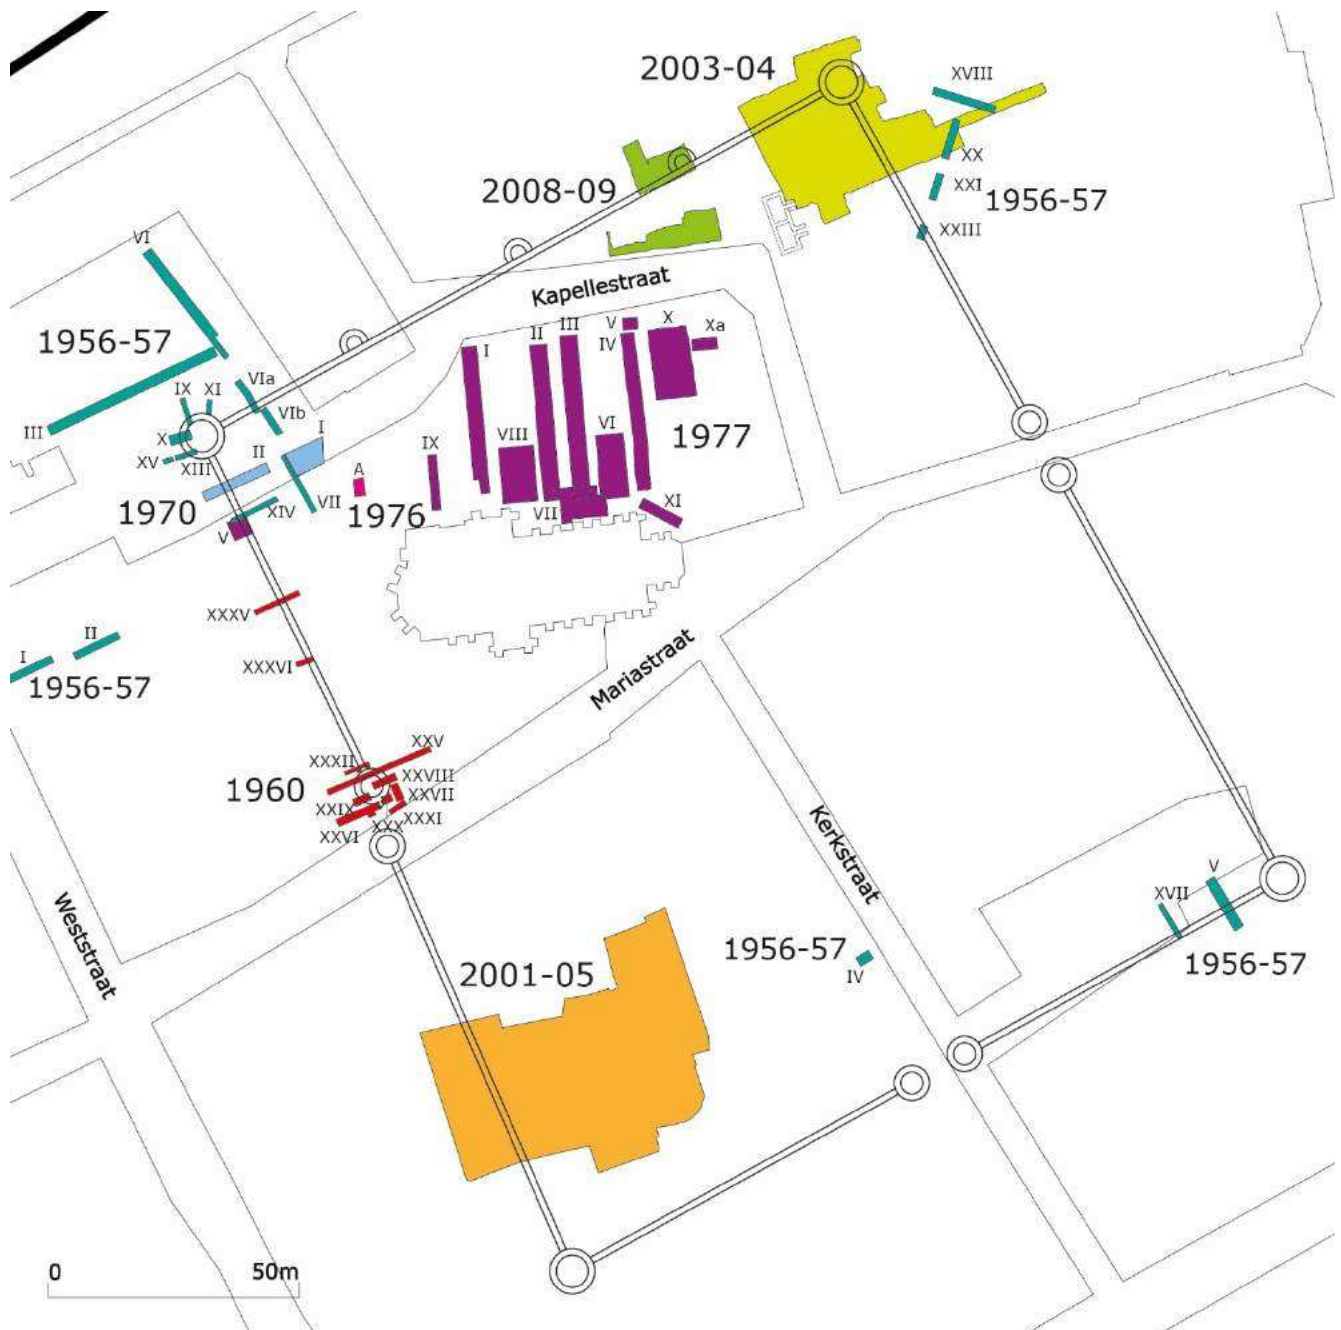 2003-04
XVIII
XX
2008-09
XXI
1956-57
XXIII
VI
Kapellestraat
1956-57
I
II
III
V
IV
X
Xa
VIa
IX
XI
VIb
III
X
I
II
XV
XIII
IX
VIII
VI
1977
A
1970
XIV
VII
1976
VII
XI
V
XXXV
II
I
XXXVI
1956-57
Mariastraat
XXV
XXXII
1960
XXVIII
XXVII
XXIX
XXXI
XXX
XXVI
Kerkstraat
Weststraat
V
XVII
1956-57
1956-57
2001-05
IV
0
50m